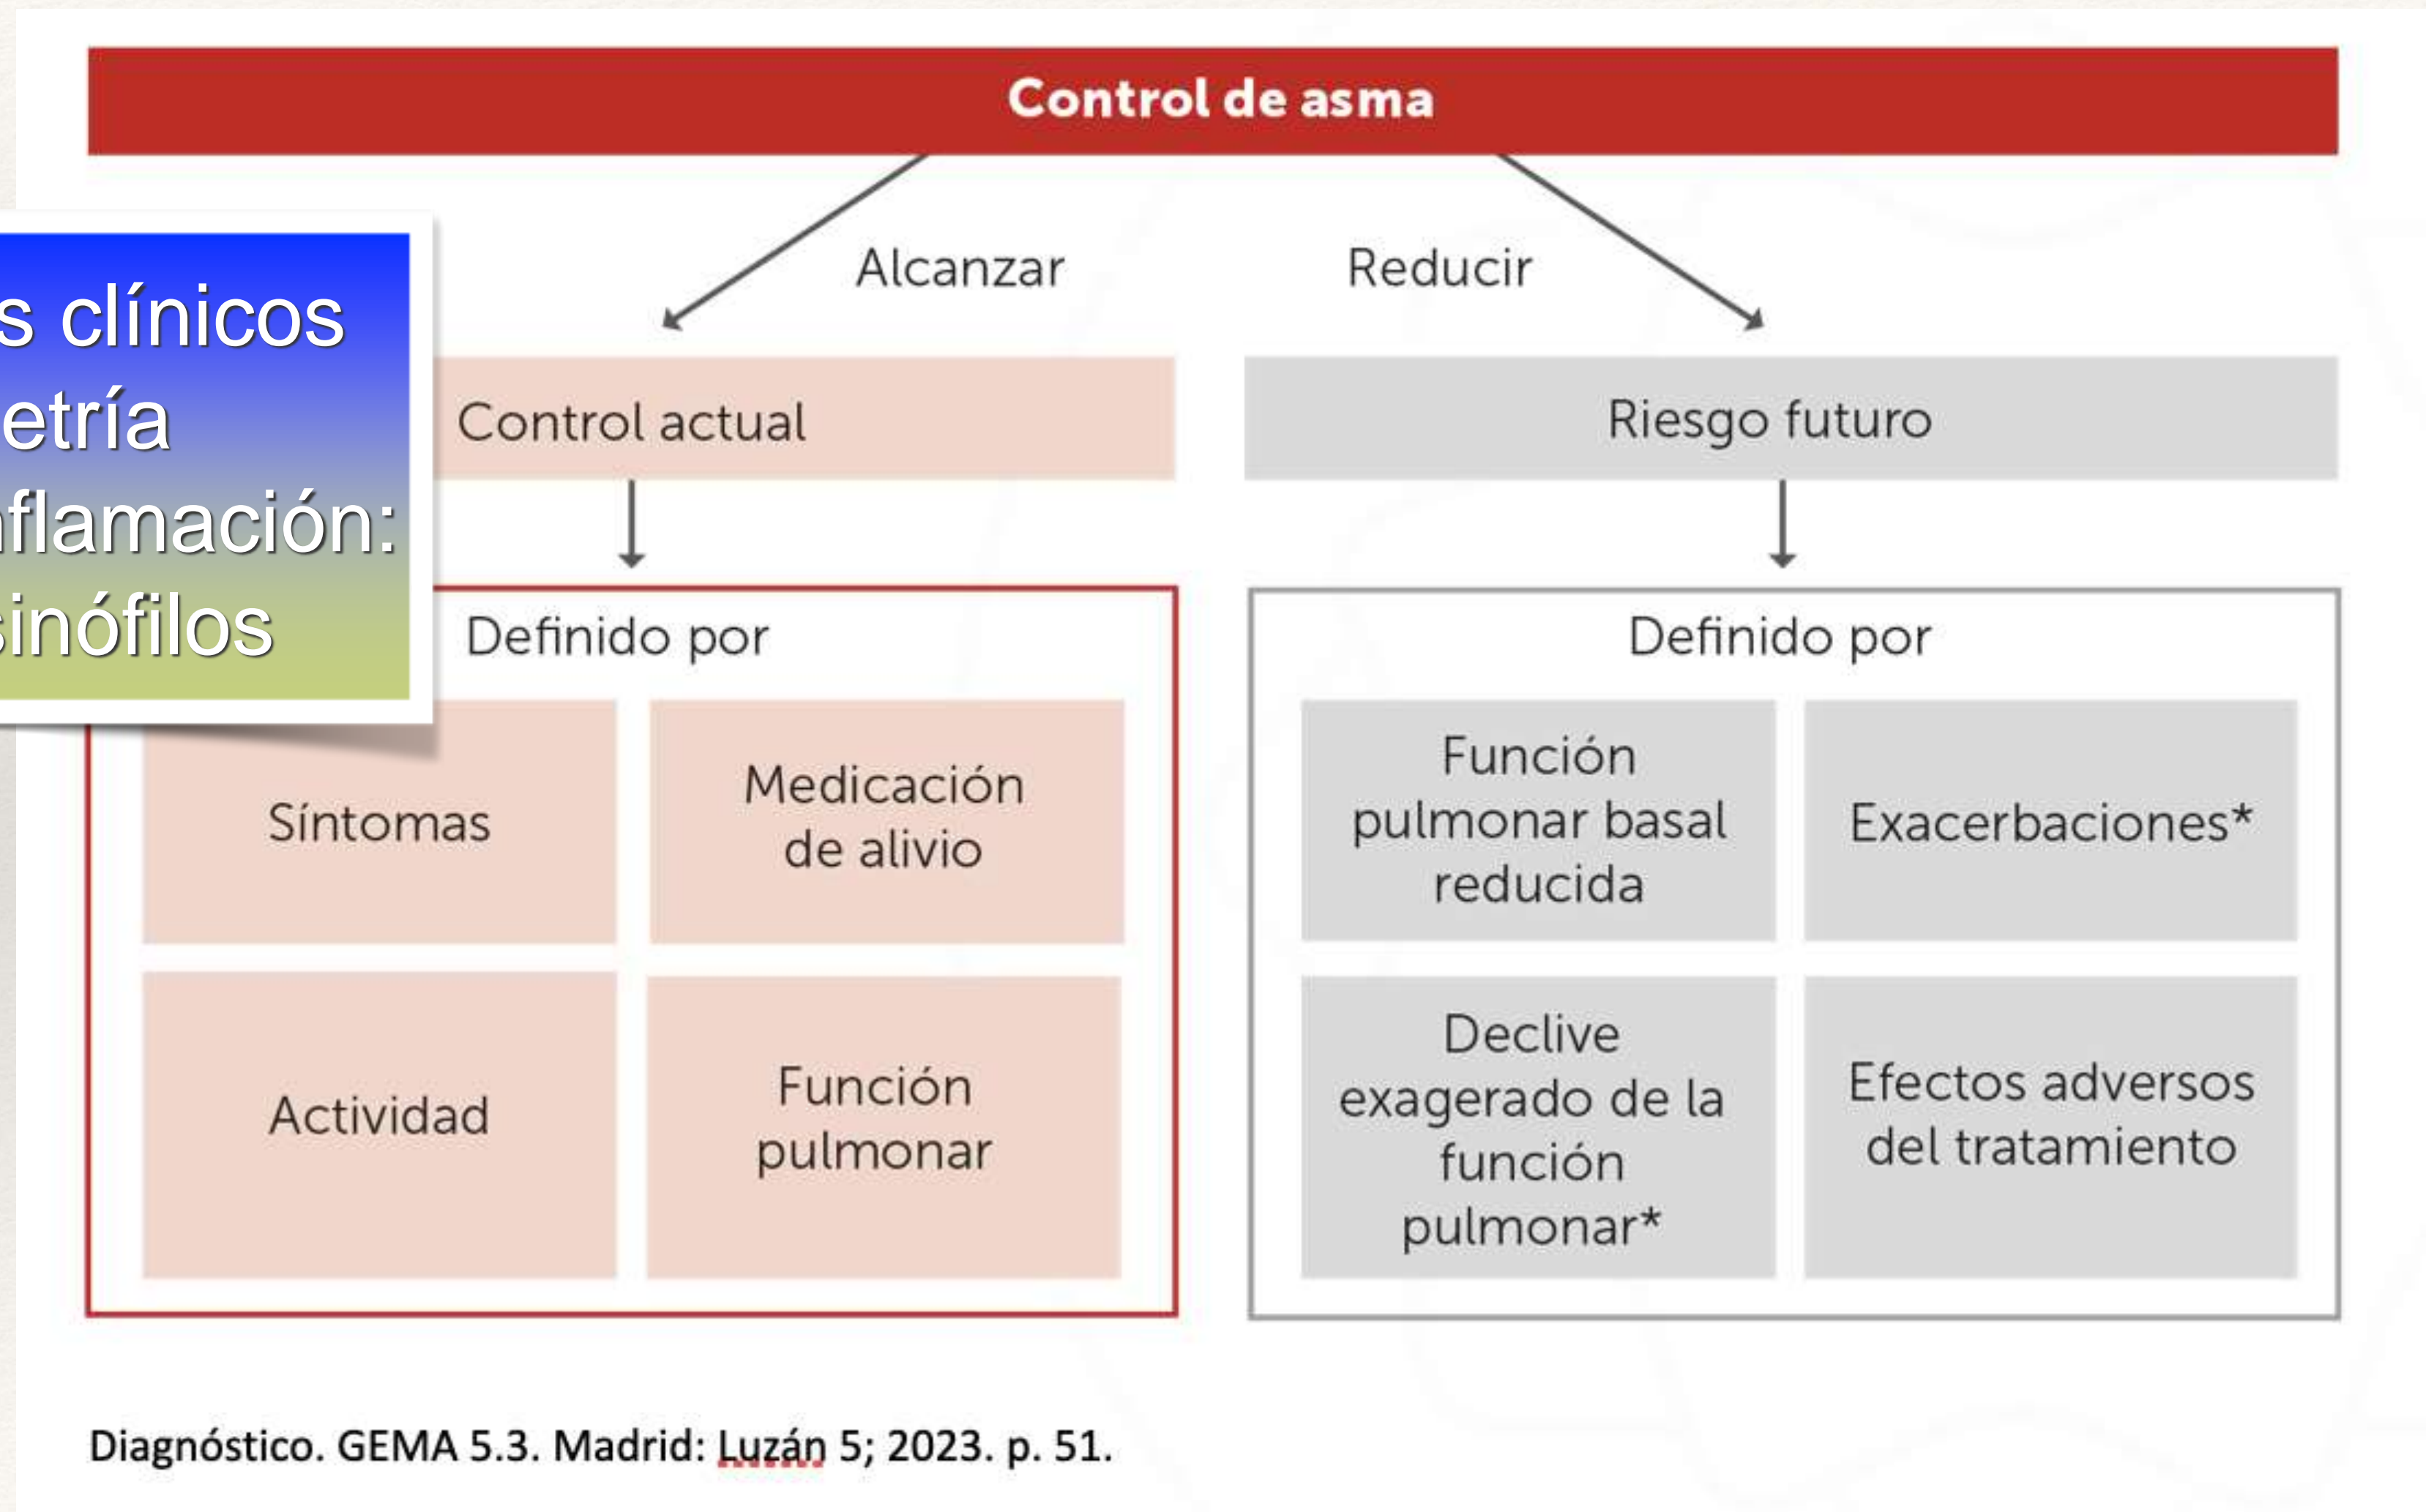 Control de asma
Alcanzar
Reducir
s clínicos
etría
flamación:
sinófilos
Control actual
Riesgo futuro
Definido por
Síntomas
Medicación
de alivio
Actividad
Función
pulmonar
Definido por
Función
pulmonar basal
reducida
Exacerbaciones*
Declive
exagerado de la
función
pulmonar*
Efectos adversos
del tratamiento
Diagnóstico. GEMA 5.3. Madrid: Luzán 5; 2023. p. 51.